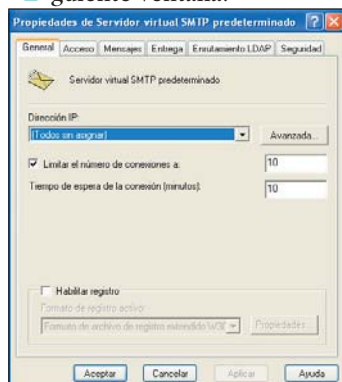 guiente ventana:
Propiedades de Servidor virtual SMTP predeterminado
General Acceso Mensajes Entrega Enrutamiento LDAP Seguridad
Servidor virtual SMTP predeterminado
Dirección IP:
(Todos sin asignar) Avanzada...
Limitar el número de conexiones a: 10
Tiempo de espera de la conexión (minutos): 10
Habilitar registro
Formato de registro activo:
Formato de archivo de registro extendido W3C Propiedades...
Aceptar Cancelar Aplicar Ayuda